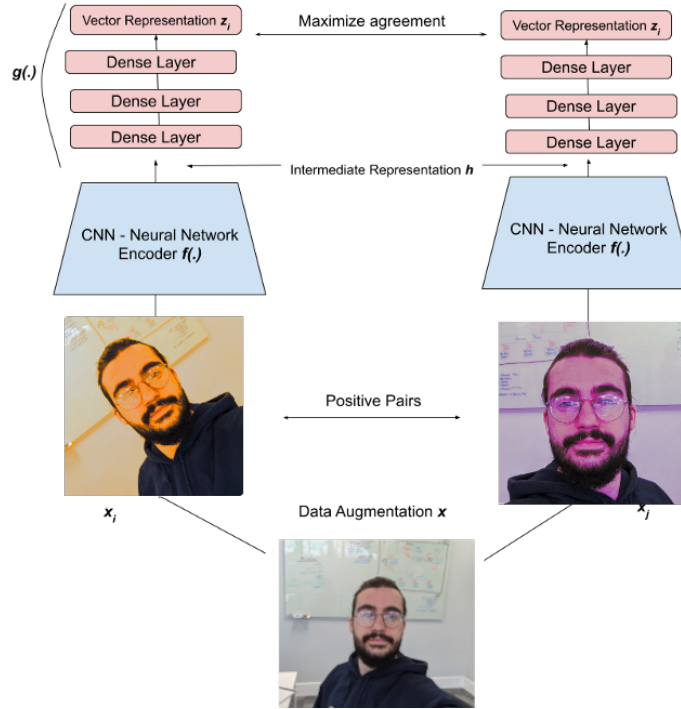 Vector Representation z_i
Maximize agreement
Vector Representation z_i
g(.)
Dense Layer
Dense Layer
Dense Layer
Dense Layer
Dense Layer
Dense Layer
Intermediate Representation h
CNN - Neural Network
Encoder f(.)
CNN - Neural Network
Encoder f(.)
Positive Pairs
x_i
Data Augmentation x
x_j